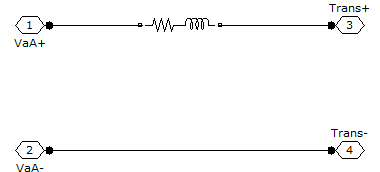 Trans+
1
3
VaA+
Trans-
2
4
VaA-